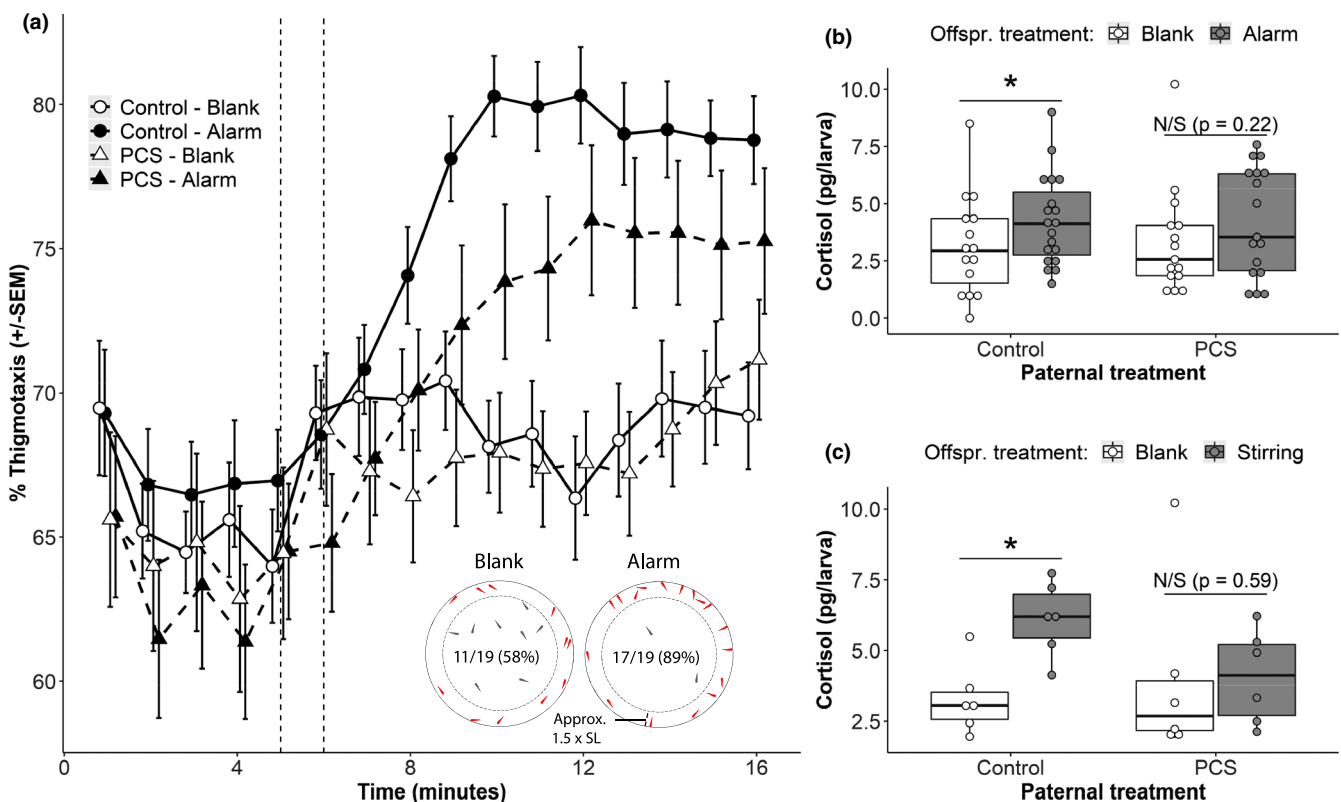 (a)
Control - Blank
Control - Alarm
PCS - Blank
PCS - Alarm
% Thigmotaxis (+/-SEM)
80
75
70
65
60
0
4
8
12
16
Time (minutes)
Blank
Alarm
11/19 (58%)
17/19 (89%)
Approx.
1.5 x SL
(b)
Offspr. treatment: Blank Alarm
Cortisol (pg/larva)
10.0
7.5
5.0
2.5
0.0
*
N/S (p = 0.22)
Control
PCS
Paternal treatment
(c)
Offspr. treatment: Blank Stirring
Cortisol (pg/larva)
10.0
7.5
5.0
2.5
*
N/S (p = 0.59)
Control
PCS
Paternal treatment